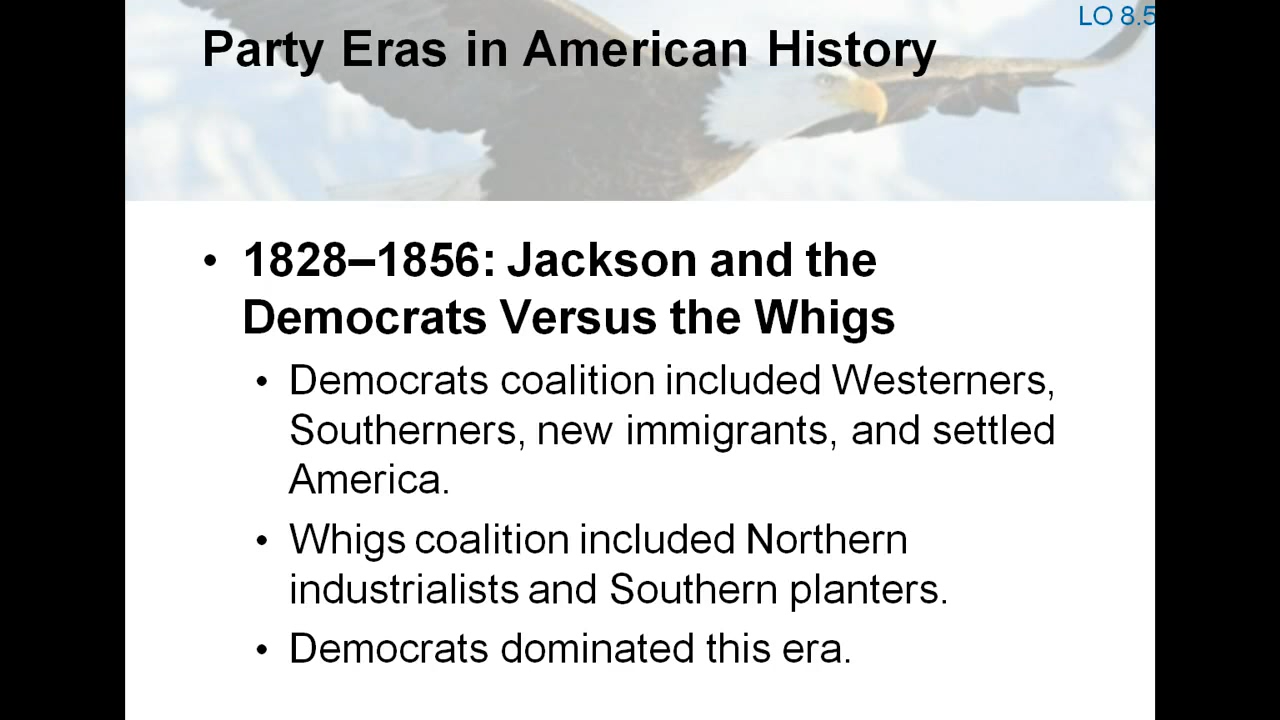 LO 8.5
Party Eras in American History
• 1828–1856: Jackson and the
Democrats Versus the Whigs
• Democrats coalition included Westerners,
Southerners, new immigrants, and settled
America.
• Whigs coalition included Northern
industrialists and Southern planters.
• Democrats dominated this era.